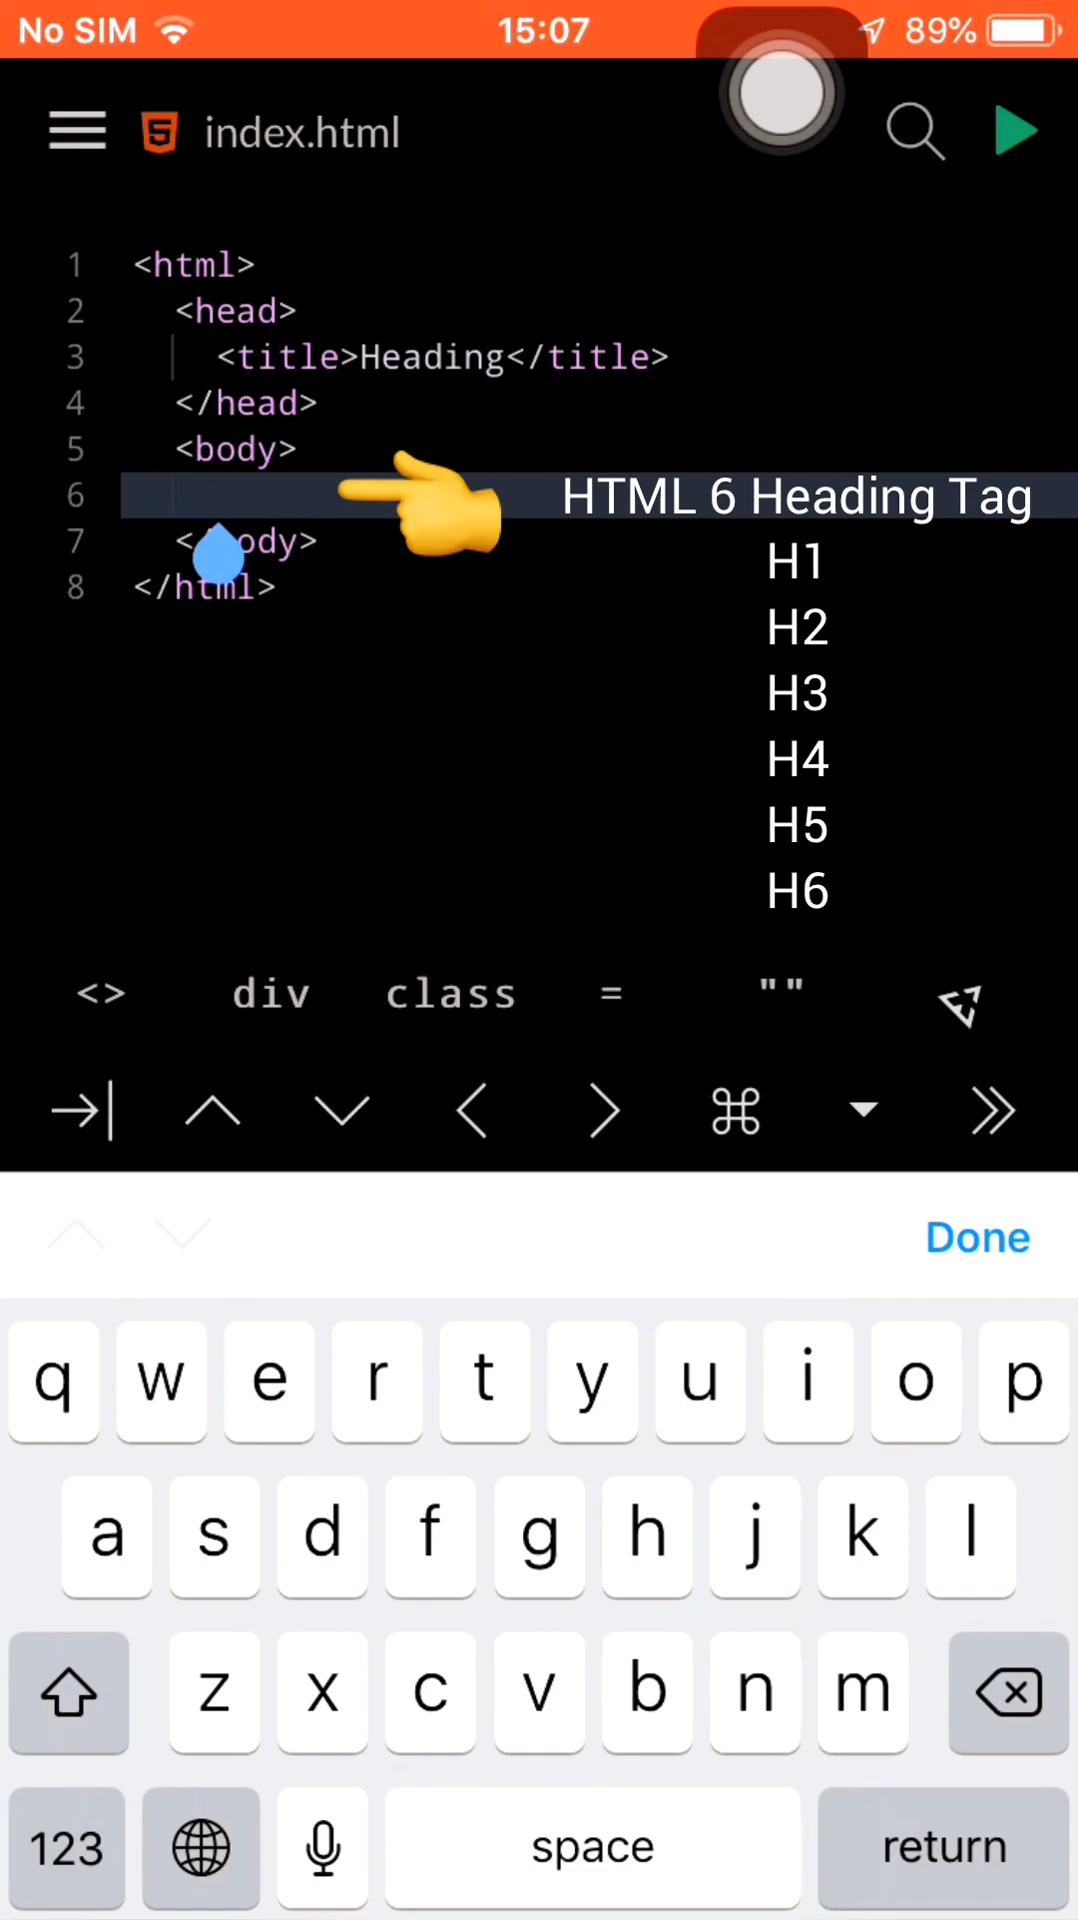 No SIM 15:07 89%
index.html
1 <html>
2 <head>
3 <title>Heading</title>
4 </head>
5 <body>
6 HTML 6 Heading Tag
7 < ody>
H1
8 </html>
H2
H3
H4
H5
H6
<> div class = ""
Done
q w e r t y u i o p
a s d f g h j k l
z x c v b n m
123 space return